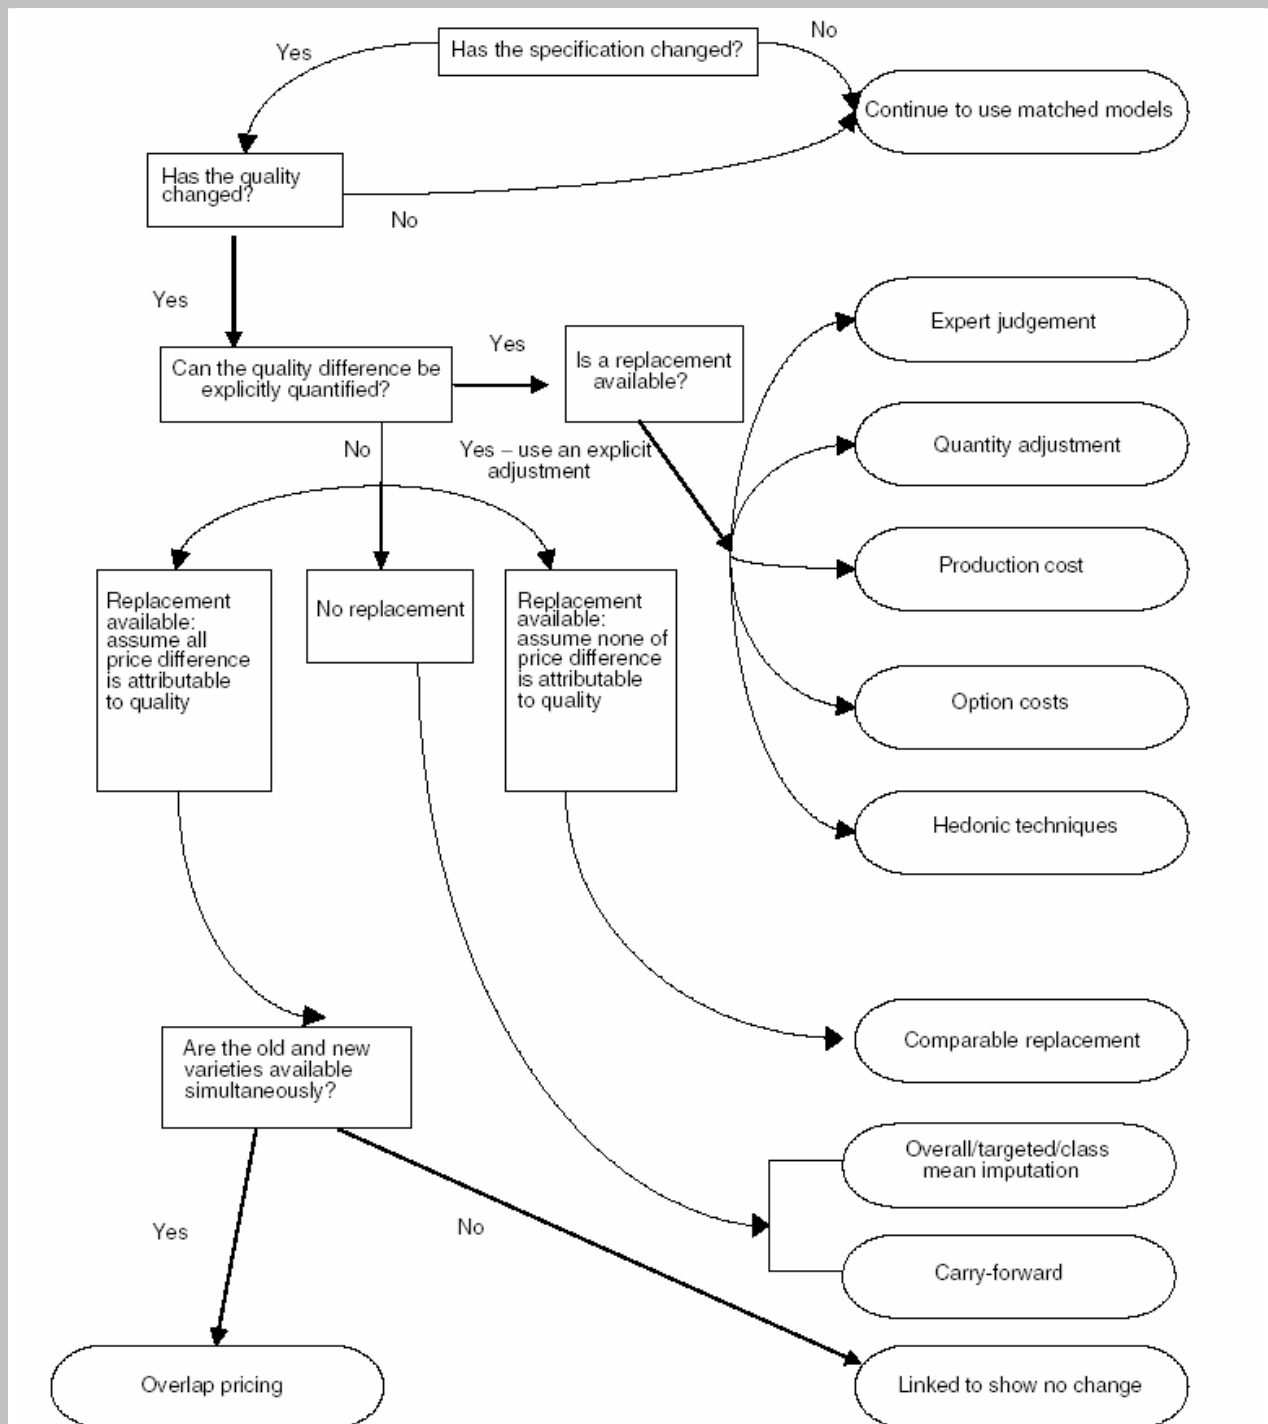 Has the specification changed?
No
Yes
Continue to use matched models
Has the quality
changed?
No
Yes
Expert judgement
Yes
Is a replacement
available?
Can the quality difference be
explicitly quantified?
Quantity adjustment
No
Yes – use an explicit
adjustment
Production cost
Replacement
available:
assume all
price difference
is attributable
to quality
No replacement
Replacement
available:
assume none of
price difference
is attributable
to quality
Option costs
Hedonic techniques
Comparable replacement
Are the old and new
varieties available
simultaneously?
Overall/targeted/class
mean imputation
Yes
No
Carry-forward
Overlap pricing
Linked to show no change